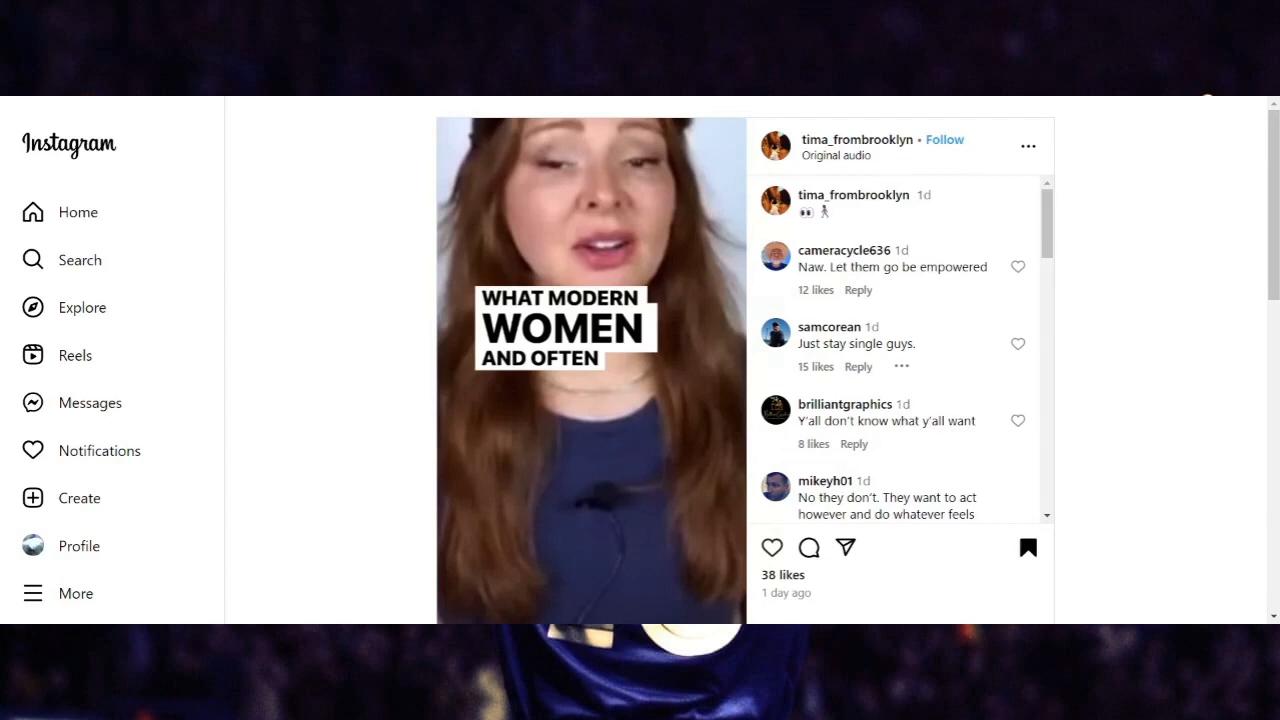 Instagram
Home
Search
Explore
Reels
Messages
Notifications
Create
Profile
More
WHAT MODERN
WOMEN
AND OFTEN
tima_frombrooklyn • Follow
Original audio
tima_frombrooklyn 1d
cameracycle636 1d
Naw. Let them go be empowered
12 likes Reply
samcorean 1d
Just stay single guys.
15 likes Reply
brilliantgraphics 1d
Y'all don't know what y'all want
8 likes Reply
mikeyh01 1d
No they don't. They want to act
however and do whatever feels
38 likes
1 day ago